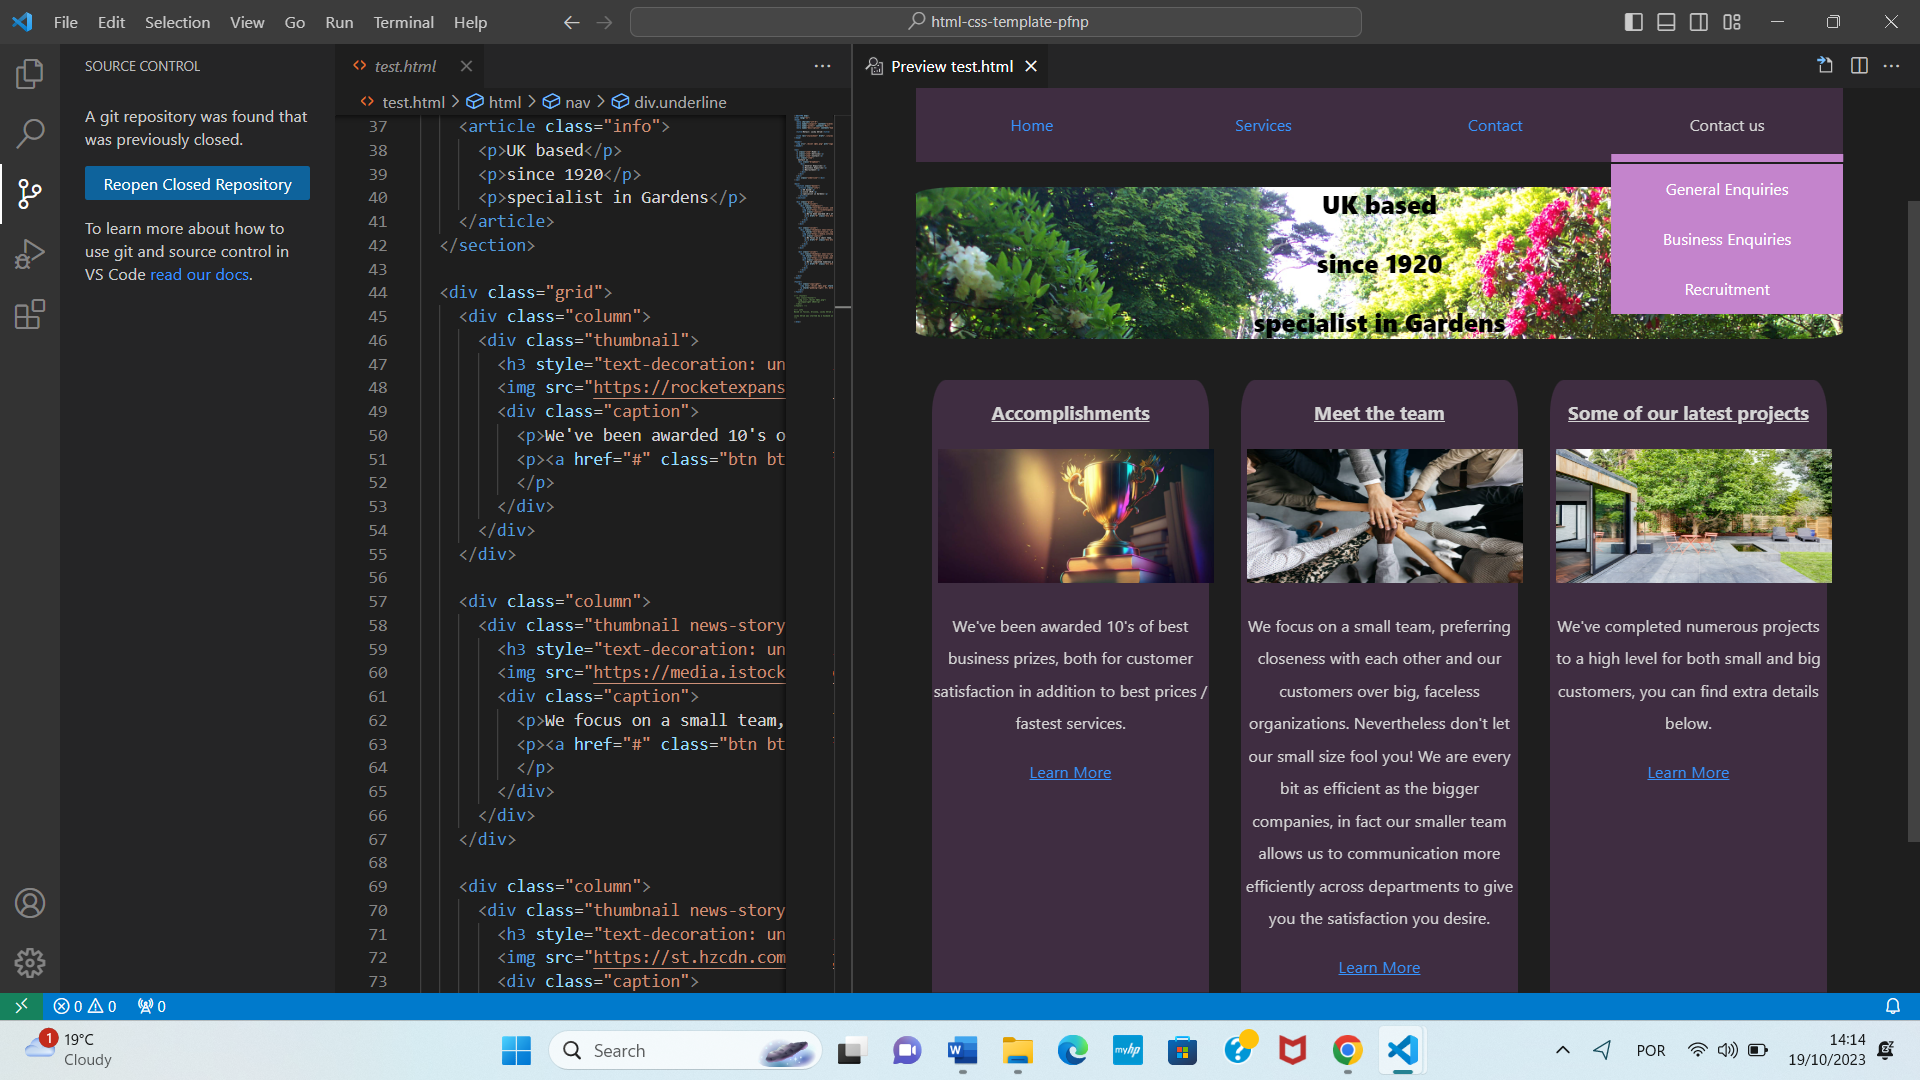 File Edit Selection View Go Run Terminal Help
html-css-template-pfnp
SOURCE CONTROL
A git repository was found that
was previously closed.
Reopen Closed Repository
To learn more about how to
use git and source control in
VS Code read our docs.
test.html
test.html > html > nav > div.underline
37 <article class="info">
38 <p>UK based</p>
39 <p>since 1920</p>
40 <p>specialist in Gardens</p>
41 </article>
42 </section>
43
44 <div class="grid">
45 <div class="column">
46 <div class="thumbnail">
47 <h3 style="text-decoration: un
48 <img src="https://rocketexpans
49 <div class="caption">
50 <p>We've been awarded 10's o
51 <p><a href="#" class="btn bt
52 </p>
53 </div>
54 </div>
55 </div>
56
57 <div class="column">
58 <div class="thumbnail news-story
59 <h3 style="text-decoration: un
60 <img src="https://media.istock
61 <div class="caption">
62 <p>We focus on a small team,
63 <p><a href="#" class="btn bt
64 </p>
65 </div>
66 </div>
67 </div>
68
69 <div class="column">
70 <div class="thumbnail news-story
71 <h3 style="text-decoration: un
72 <img src="https://st.hzcdn.com
73 <div class="caption">
Preview test.html
Home Services Contact Contact us
General Enquiries
Business Enquiries
Recruitment
UK based
since 1920
specialist in Gardens
Accomplishments
We've been awarded 10's of best
business prizes, both for customer
satisfaction in addition to best prices /
fastest services.
Learn More
Meet the team
We focus on a small team, preferring
closeness with each other and our
customers over big, faceless
organizations. Nevertheless don't let
our small size fool you! We are every
bit as efficient as the bigger
companies, in fact our smaller team
allows us to communication more
efficiently across departments to give
you the satisfaction you desire.
Learn More
Some of our latest projects
We've completed numerous projects
to a high level for both small and big
customers, you can find extra details
below.
Learn More
0 0 0
1
19°C
Cloudy
Search
W
myhp
?
POR
14:14
19/10/2023